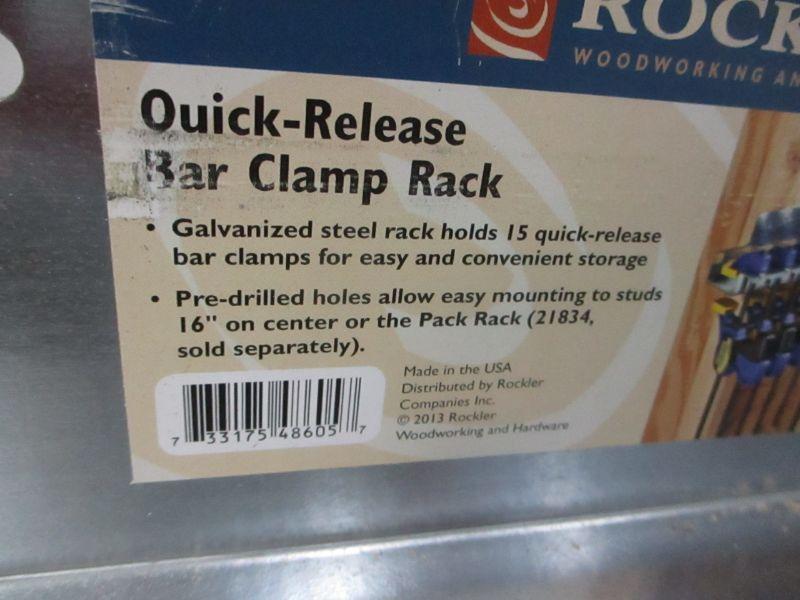 ROCK
WOODWORKING AN
Quick-Release
Bar Clamp Rack
• Galvanized steel rack holds 15 quick-release
bar clamps for easy and convenient storage
• Pre-drilled holes allow easy mounting to studs
16" on center or the Pack Rack (21834,
sold separately).
Made in the USA
Distributed by Rockler
Companies Inc.
© 2013 Rockler
Woodworking and Hardware
7 33175 48605 7